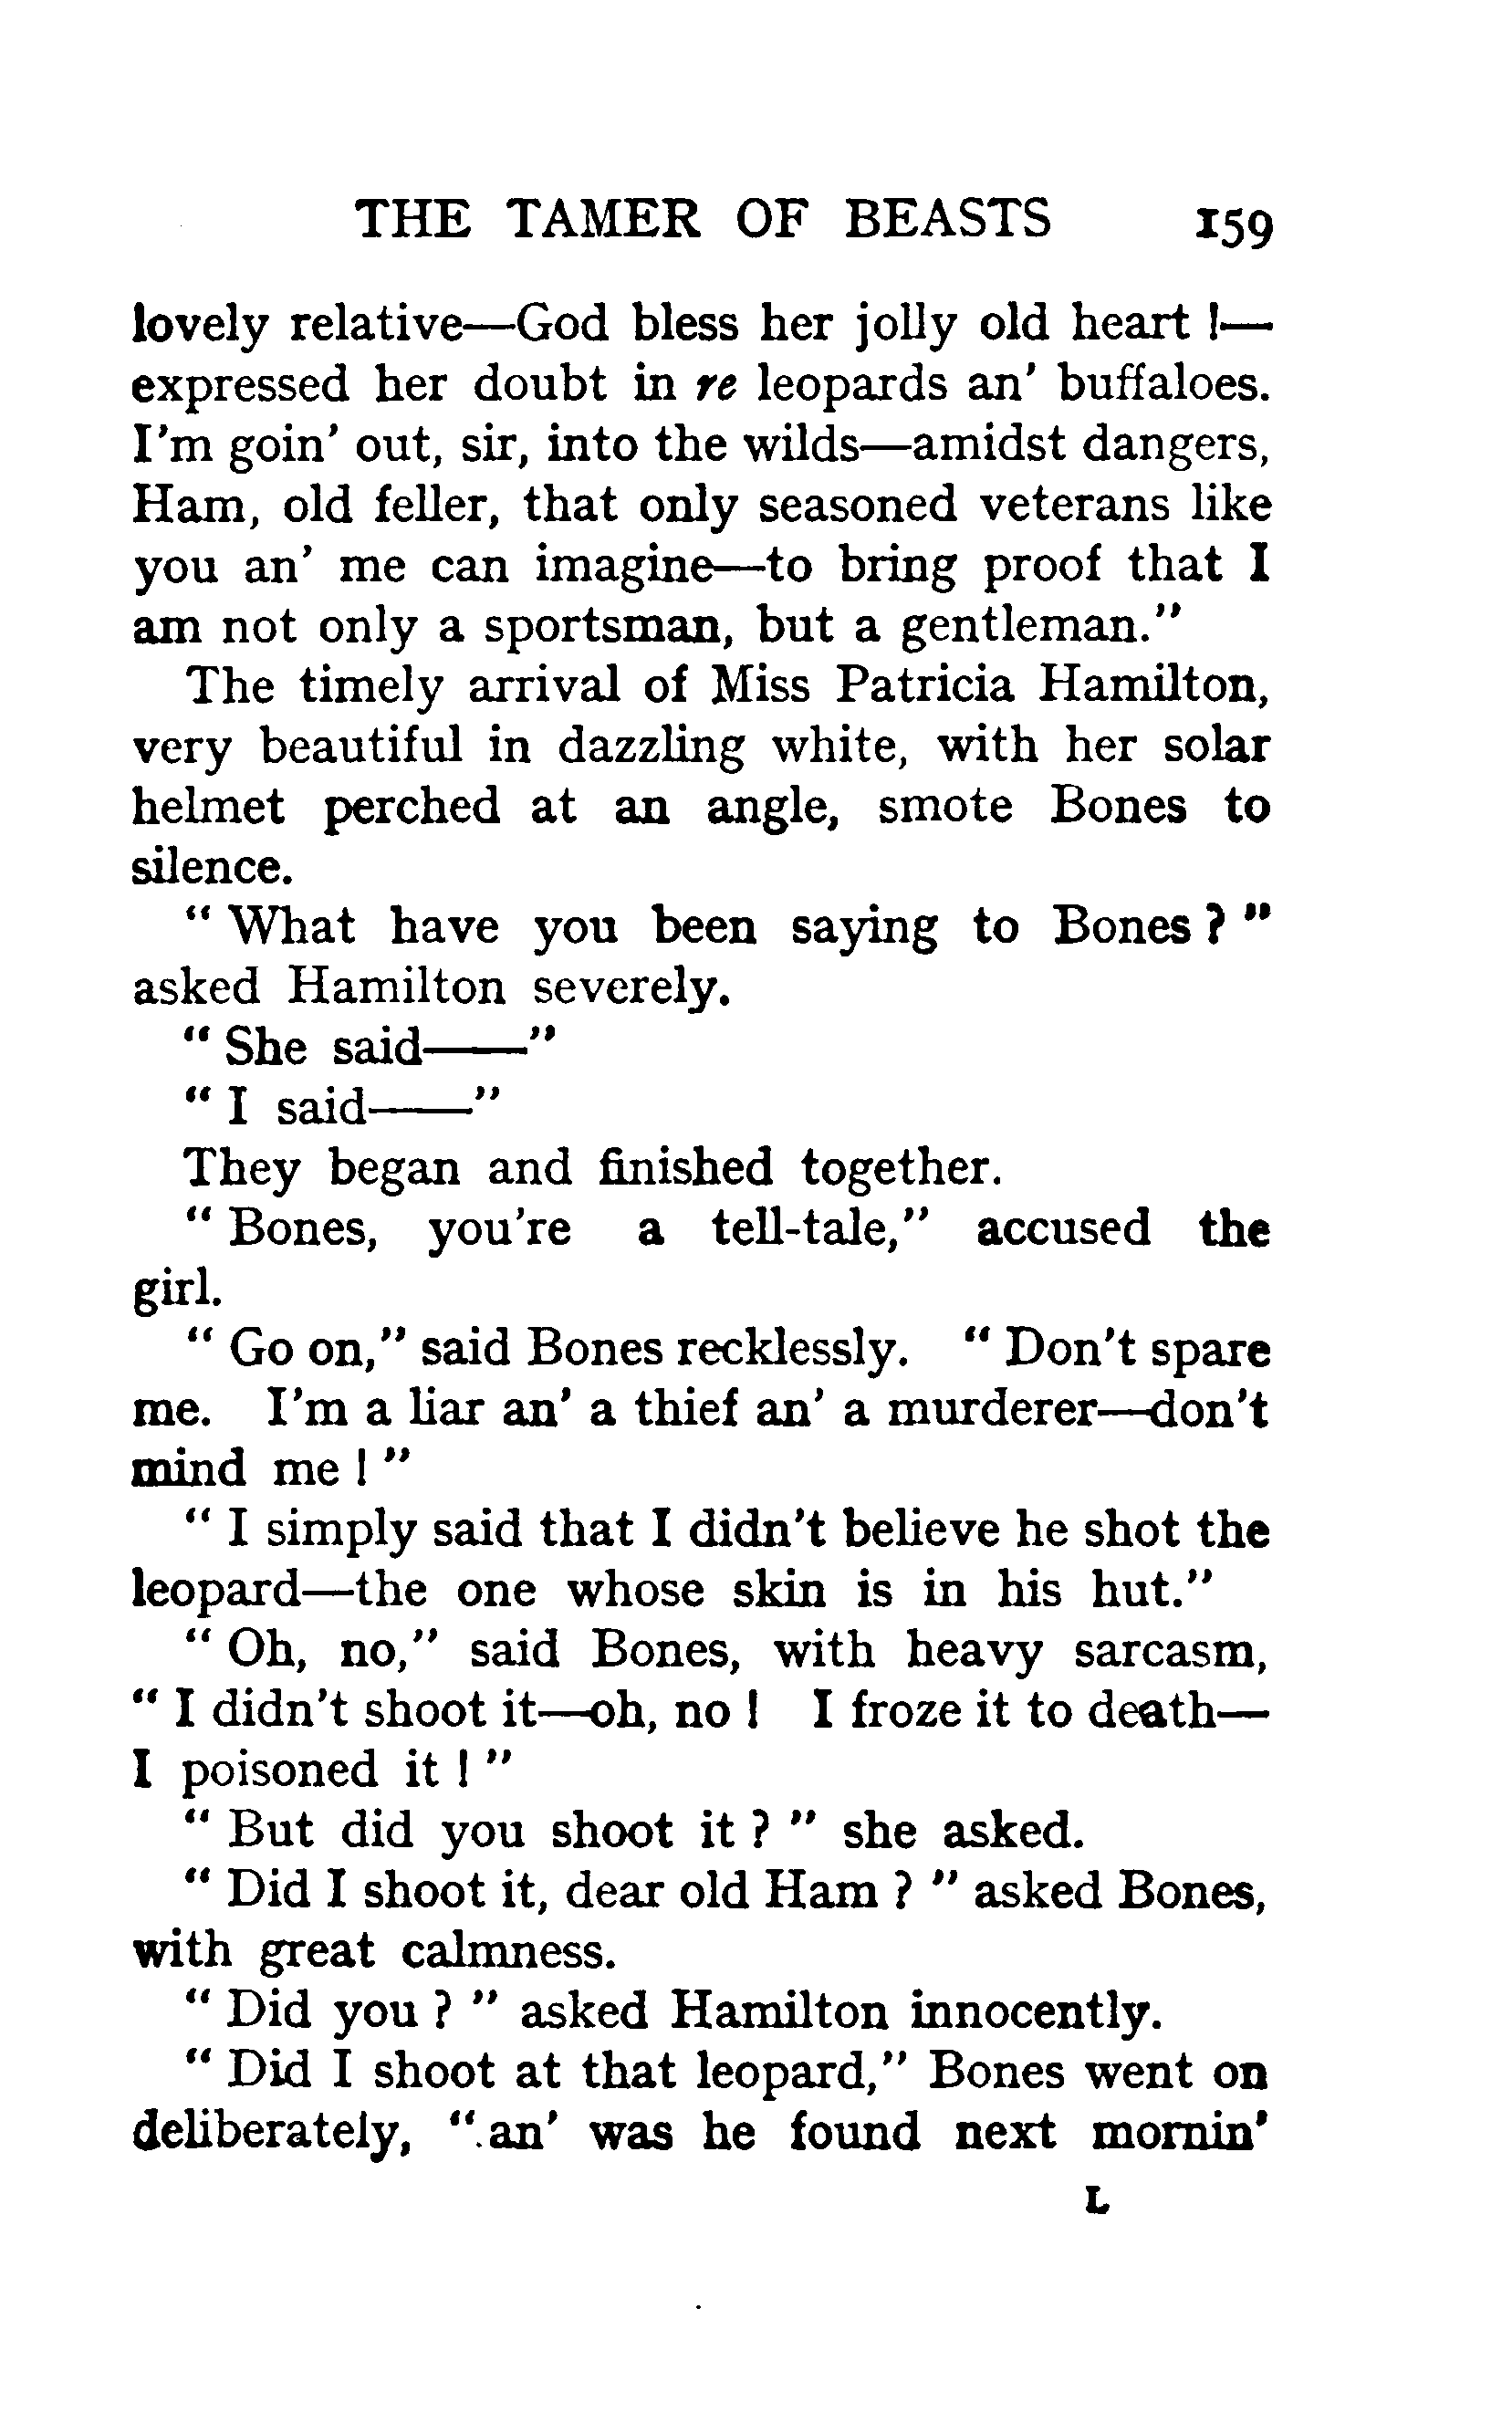 THE TAMER OF BEASTS 159
lovely relative—God bless her jolly old heart !—
expressed her doubt in re leopards an' buffaloes.
I'm goin' out, sir, into the wilds—amidst dangers,
Ham, old feller, that only seasoned veterans like
you an' me can imagine—to bring proof that I
am not only a sportsman, but a gentleman."
The timely arrival of Miss Patricia Hamilton,
very beautiful in dazzling white, with her solar
helmet perched at an angle, smote Bones to
silence.
" What have you been saying to Bones ? "
asked Hamilton severely.
" She said——"
" I said——"
They began and finished together.
" Bones, you're a tell-tale," accused the
girl.
" Go on," said Bones recklessly. " Don't spare
me. I'm a liar an' a thief an' a murderer—don't
mind me ! "
" I simply said that I didn't believe he shot the
leopard—the one whose skin is in his hut."
" Oh, no," said Bones, with heavy sarcasm,
" I didn't shoot it—oh, no ! I froze it to death—
I poisoned it ! "
" But did you shoot it ? " she asked.
" Did I shoot it, dear old Ham ? " asked Bones,
with great calmness.
" Did you ? " asked Hamilton innocently.
" Did I shoot at that leopard," Bones went on
deliberately, " an' was he found next mornin'
L